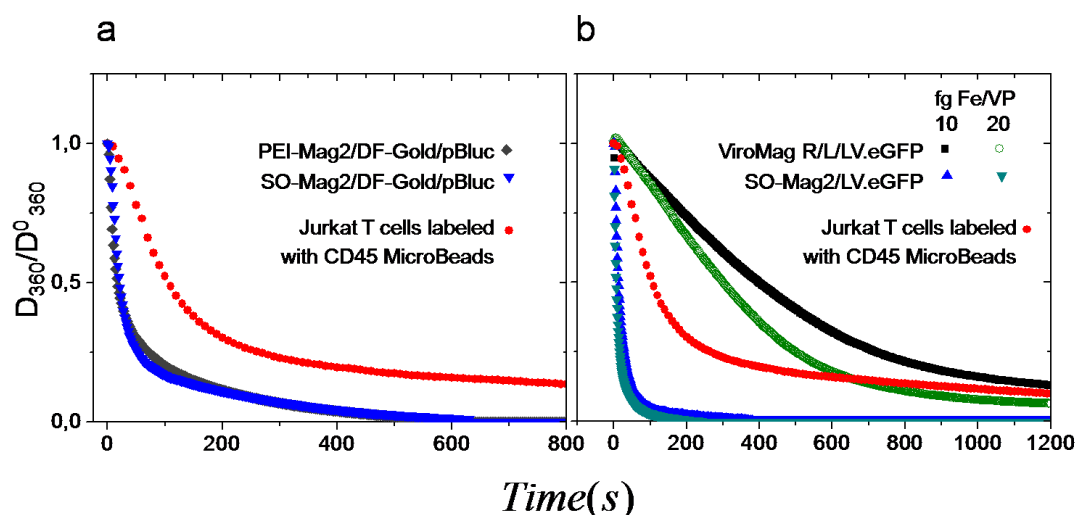 a
b
D360/D0 360
1,0
0,5
0,0
PEI-Mag2/DF-Gold/pBluc
SO-Mag2/DF-Gold/pBluc
Jurkat T cells labeled
with CD45 MicroBeads
fg Fe/VP
10 20
ViroMag R/L/LV.eGFP
SO-Mag2/LV.eGFP
Jurkat T cells labeled
with CD45 MicroBeads
0 200 400 600 800
0 200 400 600 800 1000 1200
Time(s)